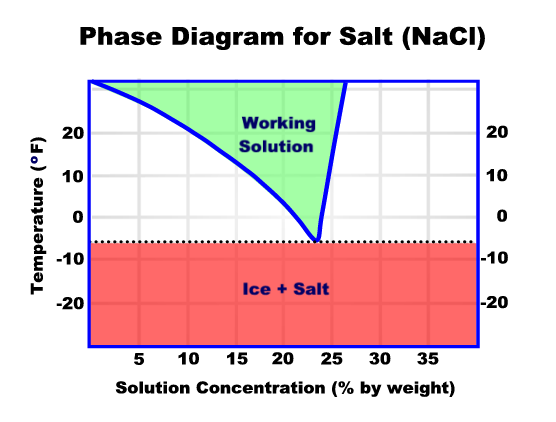 Phase Diagram for Salt (NaCl)
Working
Solution
Temperature (°F)
20
10
0
-10
-20
20
10
0
-10
-20
Ice + Salt
5 10 15 20 25 30 35
Solution Concentration (% by weight)